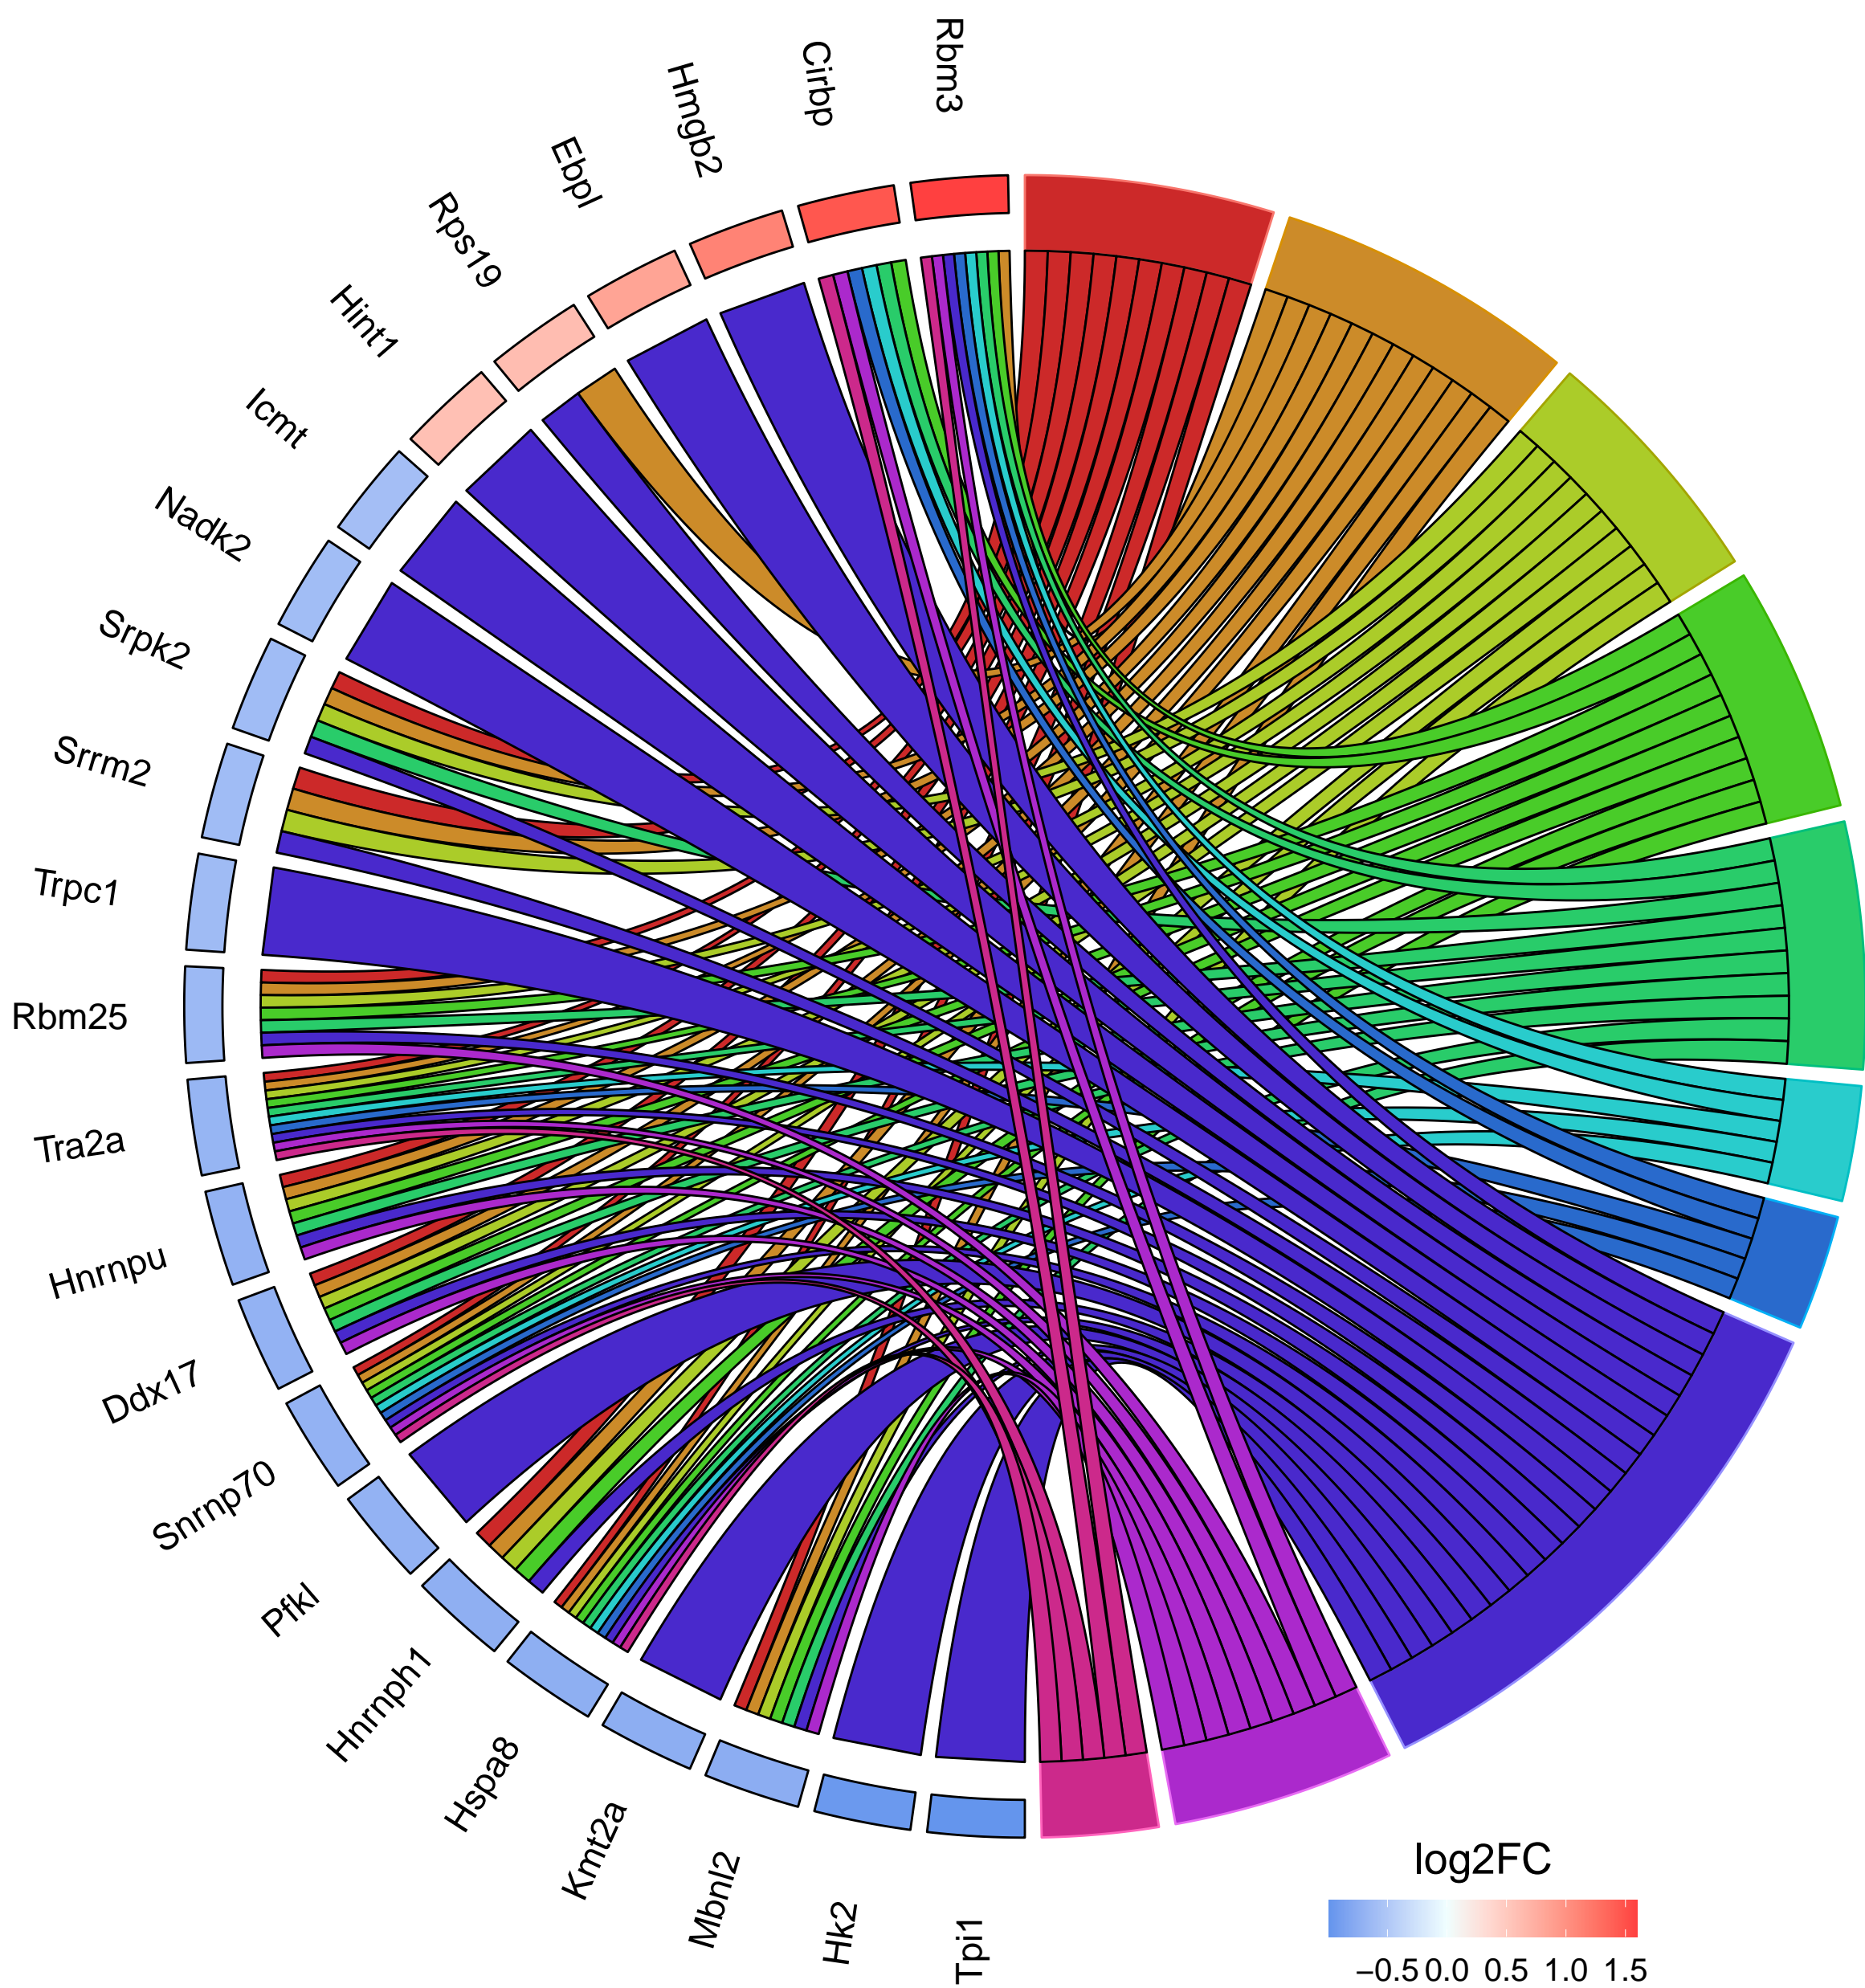 Rbm3
Cirbp
Hmgb2
Ebpl
Rps19
Hint1
Icmt
Nadk2
Srpk2
Srrm2
Trpc1
Rbm25
Tra2a
Hnrnpu
Ddx17
Snrnp70
Pfkl
Hnrnph1
Hspa8
Kmt2a
Mbnl2
Hk2
Tpi1
log2FC
−0.5 0.0 0.5 1.0 1.5